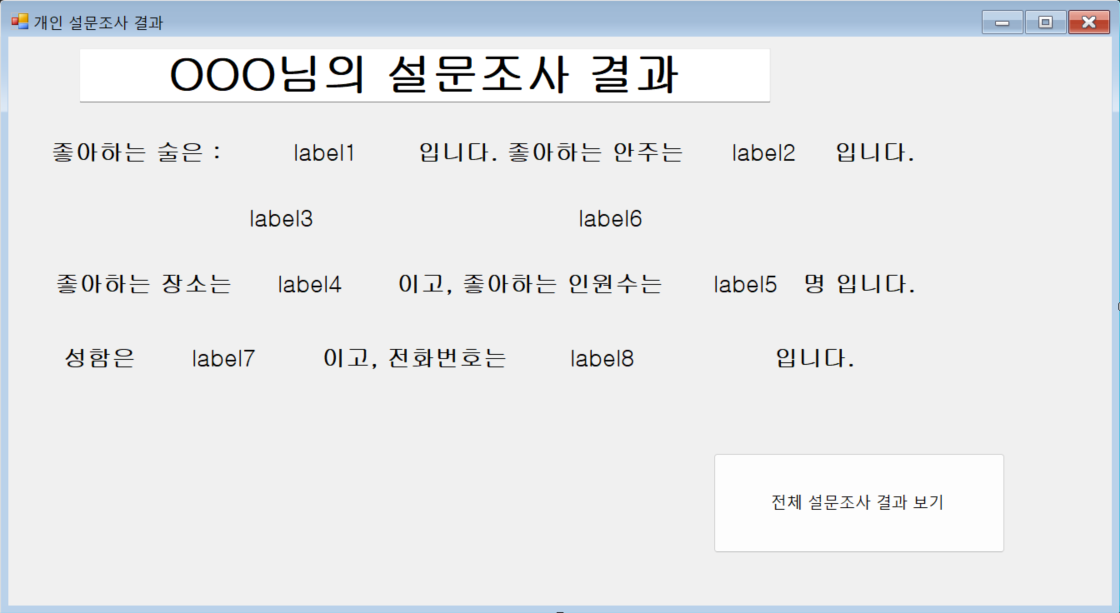 개인 설문조사 결과
OOO님의 설문조사 결과
좋아하는 술은 : label1 입니다. 좋아하는 안주는 label2 입니다.
label3 label6
좋아하는 장소는 label4 이고, 좋아하는 인원수는 label5 명 입니다.
성함은 label7 이고, 전화번호는 label8 입니다.
전체 설문조사 결과 보기